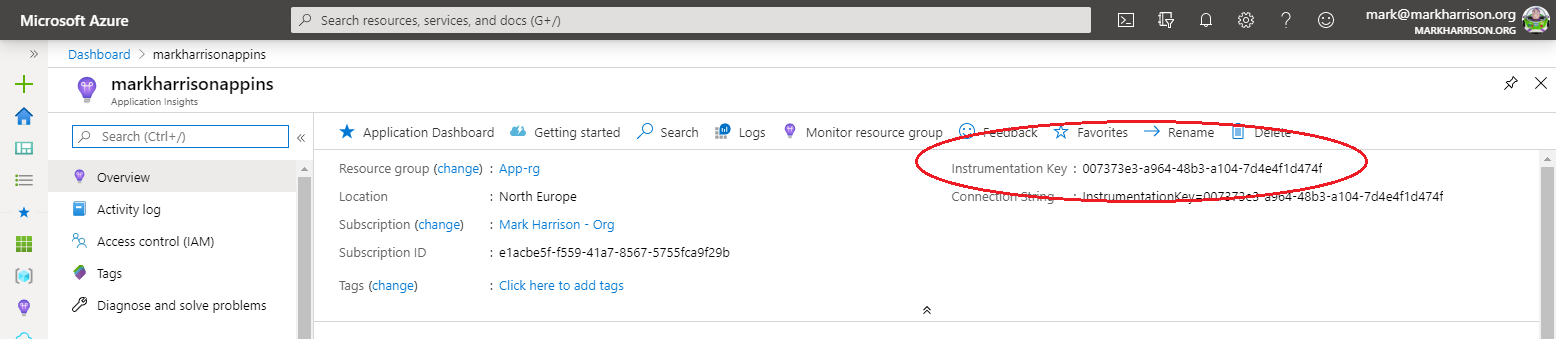 Microsoft Azure
Search resources, services, and docs (G+/)
mark@markharrison.org
MARKHARRISON.ORG
Dashboard > markharrisonappins
markharrisonappins
Application Insights
Search (Ctrl+/)
Overview
Activity log
Access control (IAM)
Tags
Diagnose and solve problems
Application Dashboard Getting started Search Logs Monitor resource group Feedback Favorites Rename Delete
Resource group (change) : App-rg
Location : North Europe
Subscription (change) : Mark Harrison - Org
Subscription ID : e1acbe5f-f559-41a7-8567-5755fca9f29b
Tags (change) : Click here to add tags
Instrumentation Key : 007373e3-a964-48b3-a104-7d4e4f1d474f
Connection String : InstrumentationKey=007373e3-a964-48b3-a104-7d4e4f1d474f